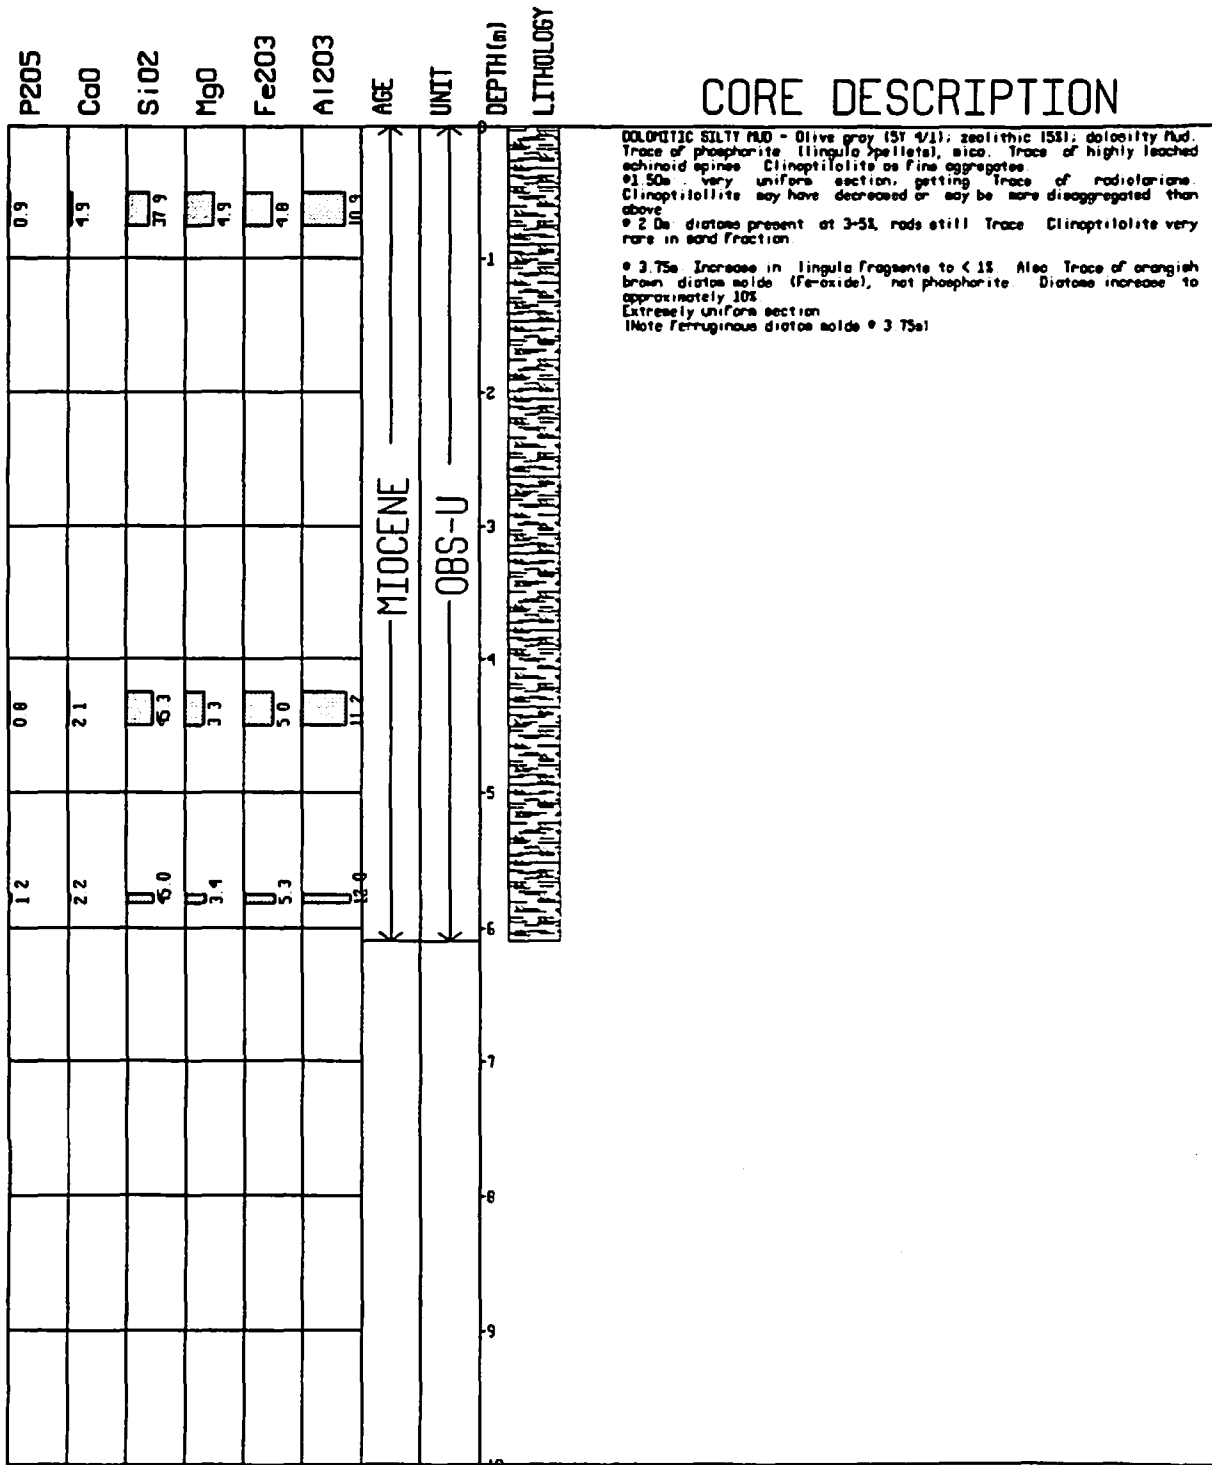 P2O5
CaO
SiO2
MgO
Fe2O3
Al2O3
AGE
UNIT
DEPTH(m)
LITHOLOGY
CORE DESCRIPTION
DOLOMITIC SILTY MUD - Olive gray (5Y 4/1); zeolithic (5%); dolosilty Mud.
Trace of phosphorite (lingula >pellets), mica. Trace of highly leached
echinoid spines Clinoptilolite as fine aggregates
@1.50m very uniform section, getting Trace of radiolarians.
Clinoptilollite may have decreased or may be more disaggregated than
above
@ 2 0m diatoms present at 3-5%, rads still Trace Clinoptilolite very
rare in sand fraction
@ 3.75m Increase in lingula fragments to < 1% Also Trace of orangish
brown diatom molds (Fe-oxide), not phosphorite Diatoms increase to
approximately 10%
Extremely uniform section
(Note ferruginous diatom molds @ 3 75m)
0
0.9
4.9
37 9
4.9
4.8
10.9
-1
-2
-3
MIOCENE
OBS-U
-4
0 8
2 1
45.3
3.3
5 0
11.2
-5
1 2
2 2
45.0
3.4
5.3
12.0
-6
-7
-8
-9
10